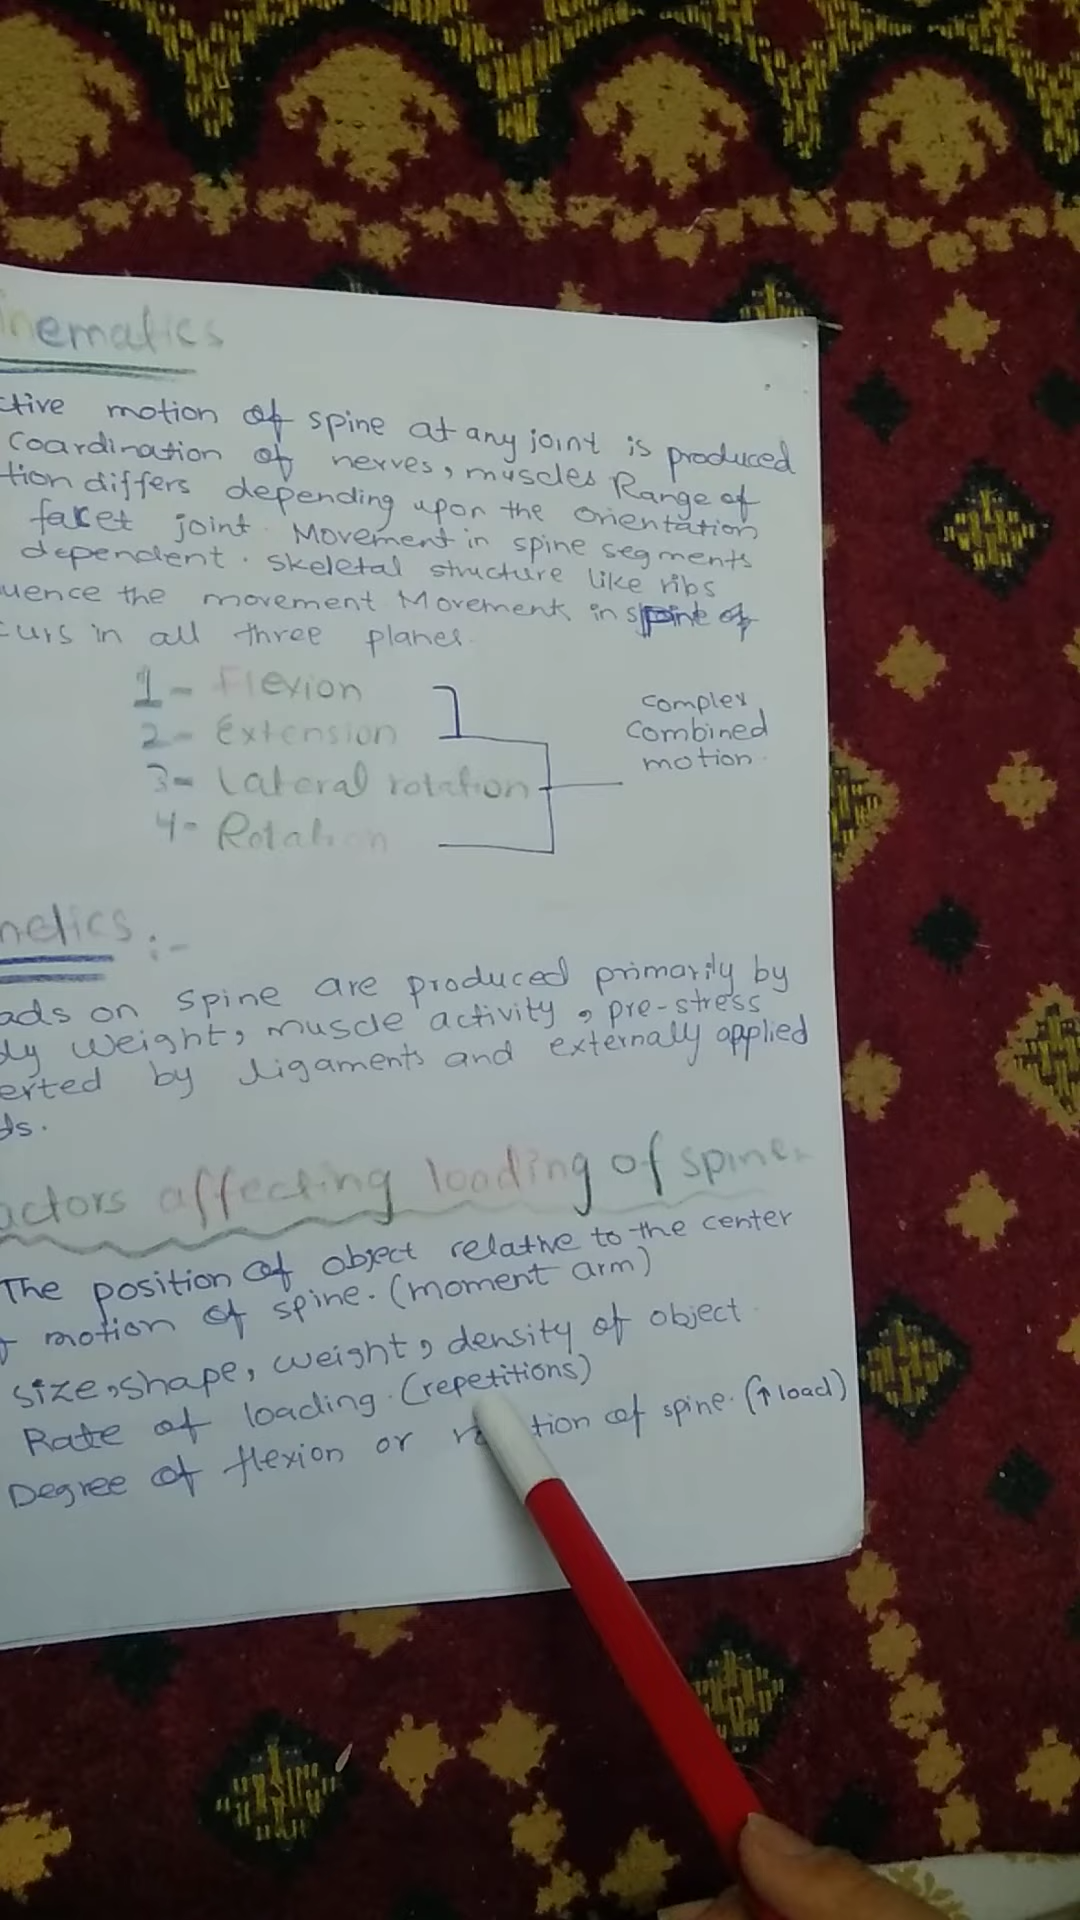 inematics
ctive motion of spine at any joint is produced
coardination of nerves, muscles Range of
tion differs depending upon the orientation
facet joint. Movement in spine segments
dependent. skeletal structure like ribs
uence the movement Movement in spine of
curs in all three planes.
1- Flexion
2- Extension
3- Lateral rotation
4- Rotation
complex
combined
motion.
netics :-
ads on spine are produced primarily by
dy weight, muscle activity, pre-stress
erted by ligaments and externally applied
ds.
actors affecting loading of spine.
The position of object relative to the center
f motion of spine. (moment arm)
size, shape, weight, density of object.
Rate of loading. (repetitions)
Degree of flexion or r tion of spine. (↑ load)